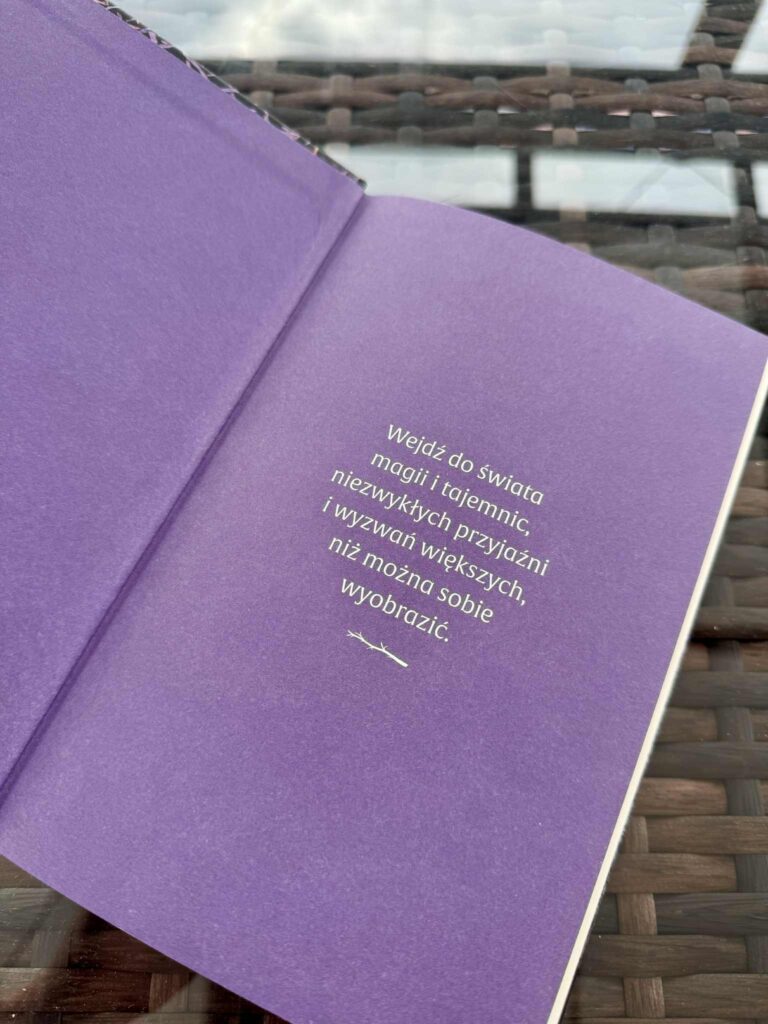 Wejdź do świata
magii i tajemnic,
niezwykłych przyjaźni
i wyzwań większych,
niż można sobie
wyobrazić.